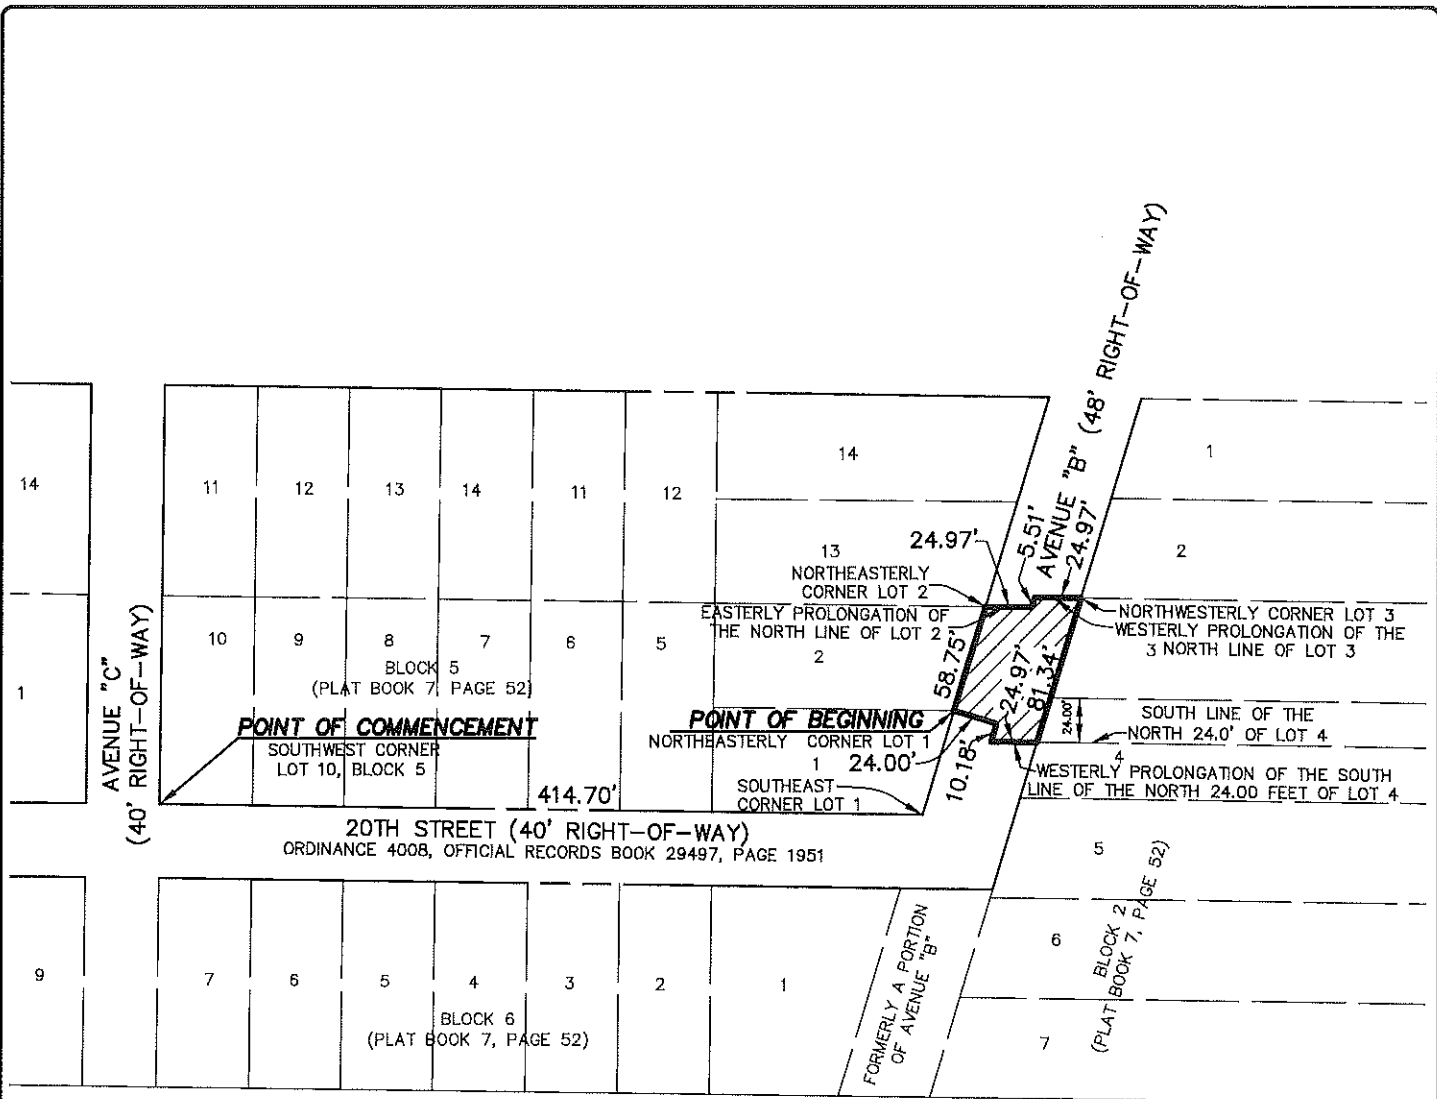 AVENUE "B" (48' RIGHT-OF-WAY)
14
11
12
13
14
11
12
14
1
13
24.97'
5.51'
24.97'
2
NORTHEASTERLY
CORNER LOT 2
EASTERLY PROLONGATION OF
THE NORTH LINE OF LOT 2
NORTHWESTERLY CORNER LOT 3
WESTERLY PROLONGATION OF THE
3 NORTH LINE OF LOT 3
1
AVENUE "C"
(40' RIGHT-OF-WAY)
10
9
8
7
6
5
2
BLOCK 5
(PLAT BOOK 7, PAGE 52)
58.75'
24.97'
81.34'
24.00'
SOUTH LINE OF THE
NORTH 24.0' OF LOT 4
4
POINT OF COMMENCEMENT
SOUTHWEST CORNER
LOT 10, BLOCK 5
POINT OF BEGINNING
NORTHEASTERLY CORNER LOT 1
1
24.00'
10.18'
WESTERLY PROLONGATION OF THE SOUTH
LINE OF THE NORTH 24.00 FEET OF LOT 4
SOUTHEAST
CORNER LOT 1
414.70'
20TH STREET (40' RIGHT-OF-WAY)
ORDINANCE 4008, OFFICIAL RECORDS BOOK 29497, PAGE 1951
5
9
7
6
5
4
3
2
1
BLOCK 6
(PLAT BOOK 7, PAGE 52)
FORMERLY A PORTION
OF AVENUE "B"
6
7
BLOCK 2
(PLAT BOOK 7, PAGE 52)